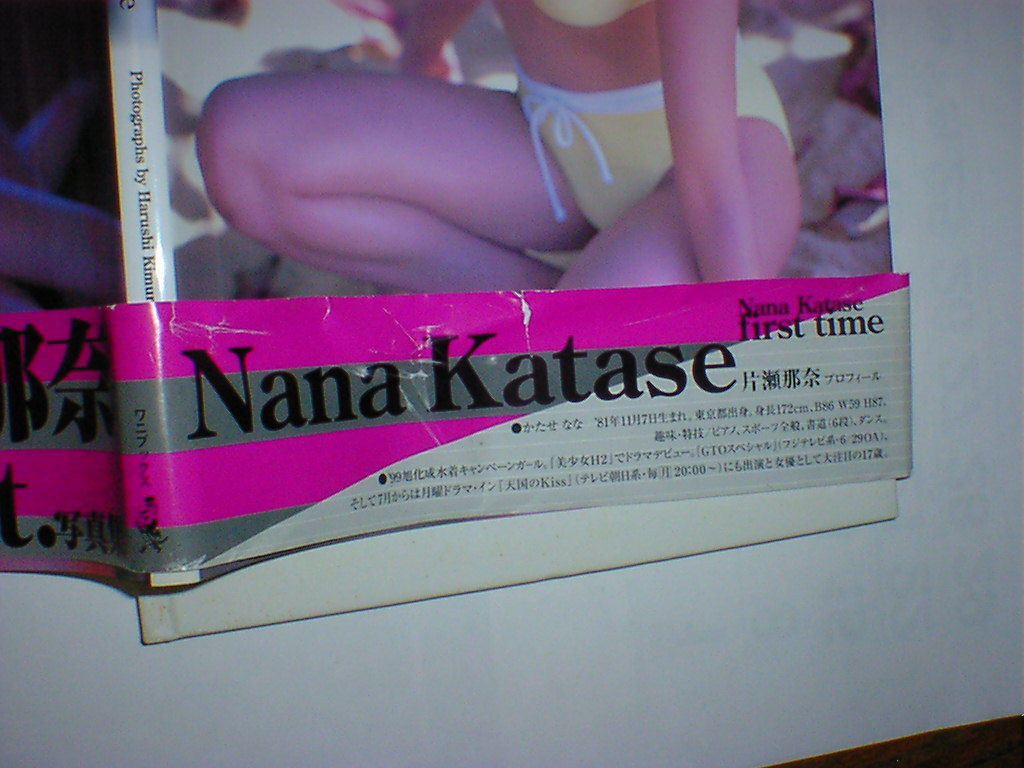 e
Photographs by Harushi Kimur
那奈
t.写真
ワニブックス
Nana Katase
Nana Katase
first time
片瀬那奈 プロフィール
●かたせ なな '81年11月7日生まれ。東京都出身。身長172cm、B86 W59 H87。
趣味・特技/ピアノ、スポーツ全般、書道(6段)、ダンス。
●'99旭化成水着キャンペーンガール。「美少女H2」でドラマデビュー。「GTOスペシャル」(フジテレビ系・6/29OA)、
そして7月からは月曜ドラマ・イン「天国のKiss」(テレビ朝日系・毎[月]20:00～)にも出演と女優として大注目の17歳。